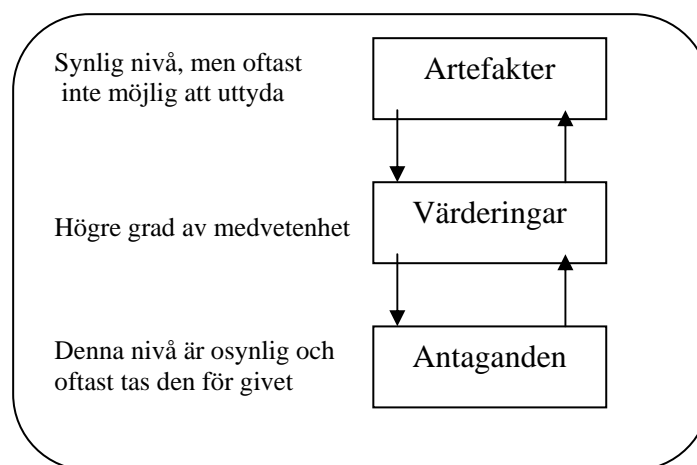 Synlig nivå, men oftast
inte möjlig att uttyda
Artefakter
Högre grad av medvetenhet
Värderingar
Denna nivå är osynlig och
oftast tas den för givet
Antaganden